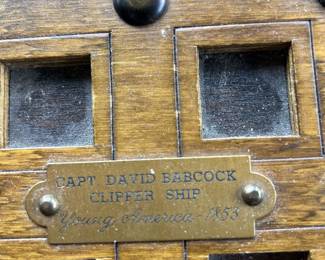 CAPT. DAVID BABCOCK
CLIPPER SHIP
Young America - 1853